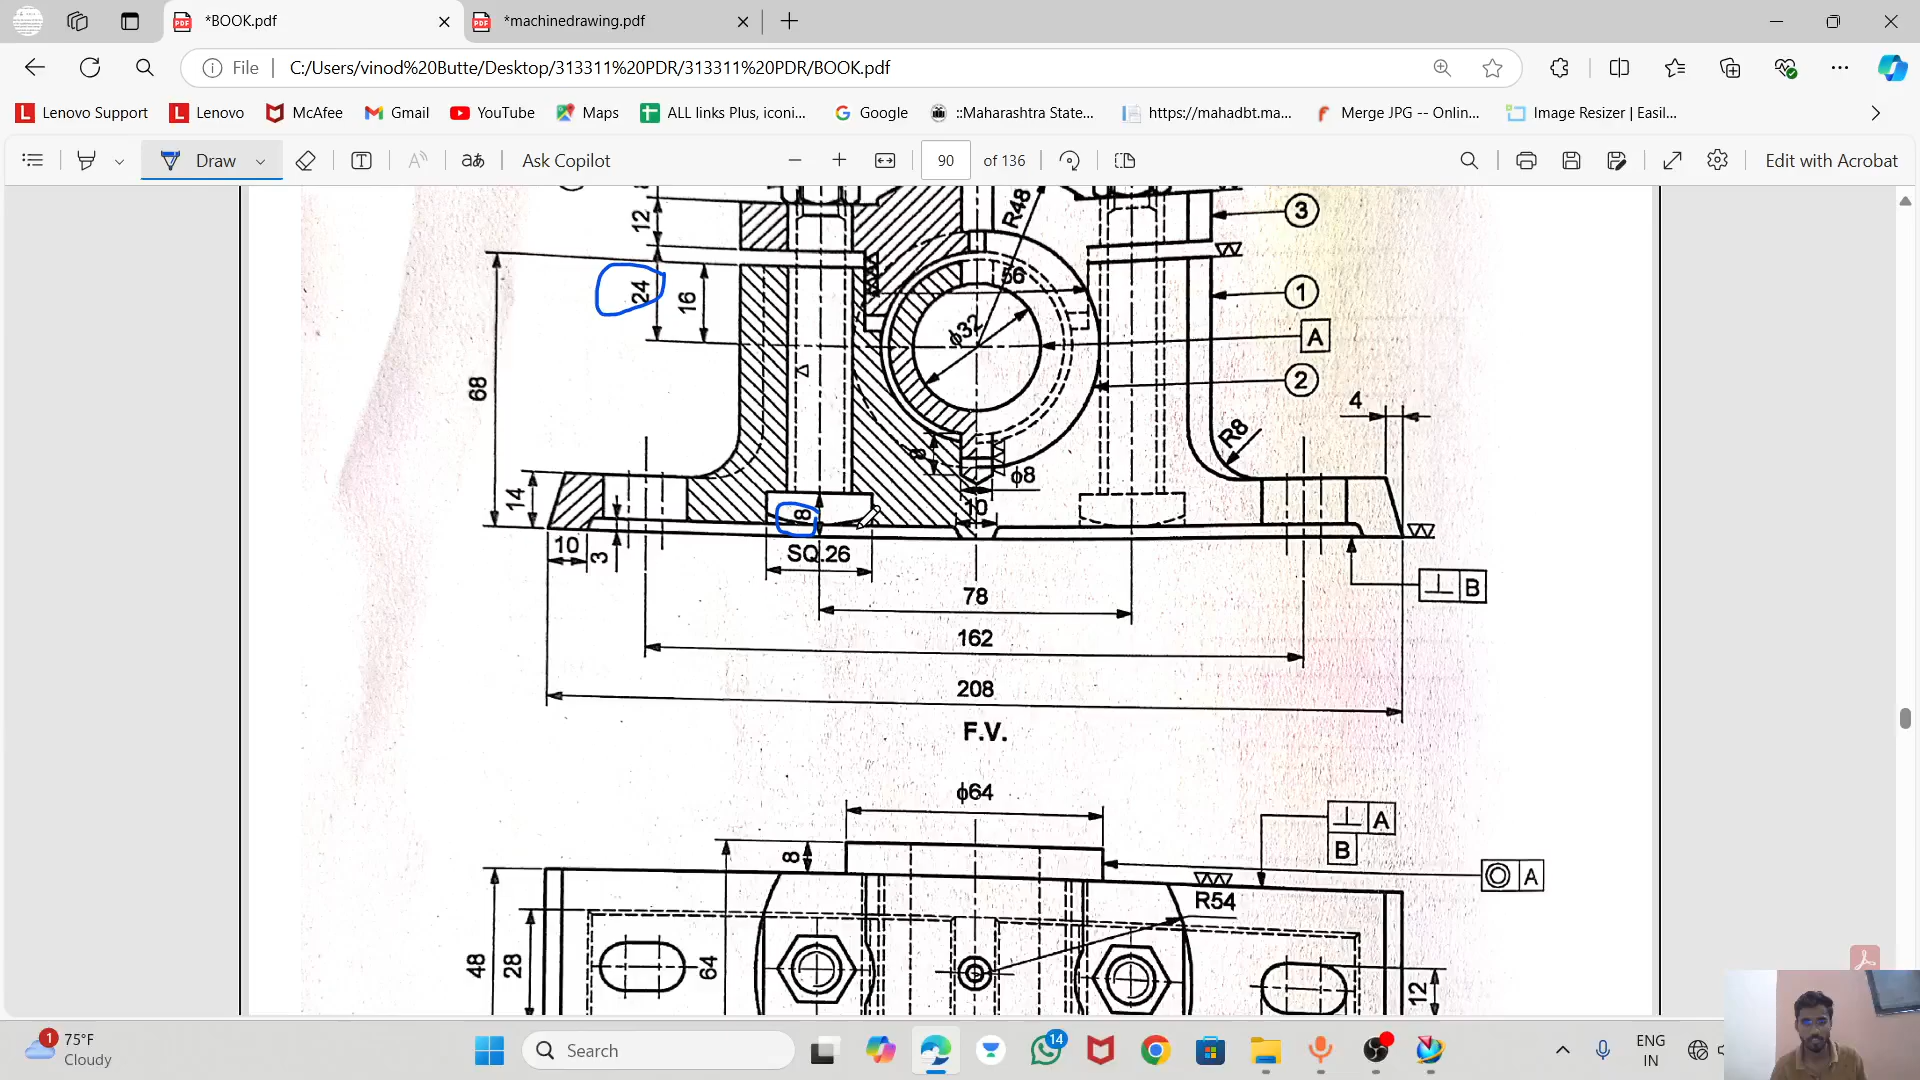 *BOOK.pdf
*machinedrawing.pdf
File
C:/Users/vinod%20Butte/Desktop/313311%20PDR/313311%20PDR/BOOK.pdf
Lenovo Support
Lenovo
McAfee
Gmail
YouTube
Maps
ALL links Plus, iconi...
Google
::Maharashtra State...
https://mahadbt.ma...
Merge JPG -- Onlin...
Image Resizer | Easil...
Draw
Ask Copilot
90 of 136
Edit with Acrobat
12
R48
3
24
16
56
1
ϕ32
A
68
2
4
R8
8
ϕ8
14
8
10
10
3
SQ.26
⊥ B
78
162
208
F.V.
ϕ64
⊥ A
B
8
A
R54
48
28
64
12
1
75°F
Cloudy
Search
14
ENG
IN